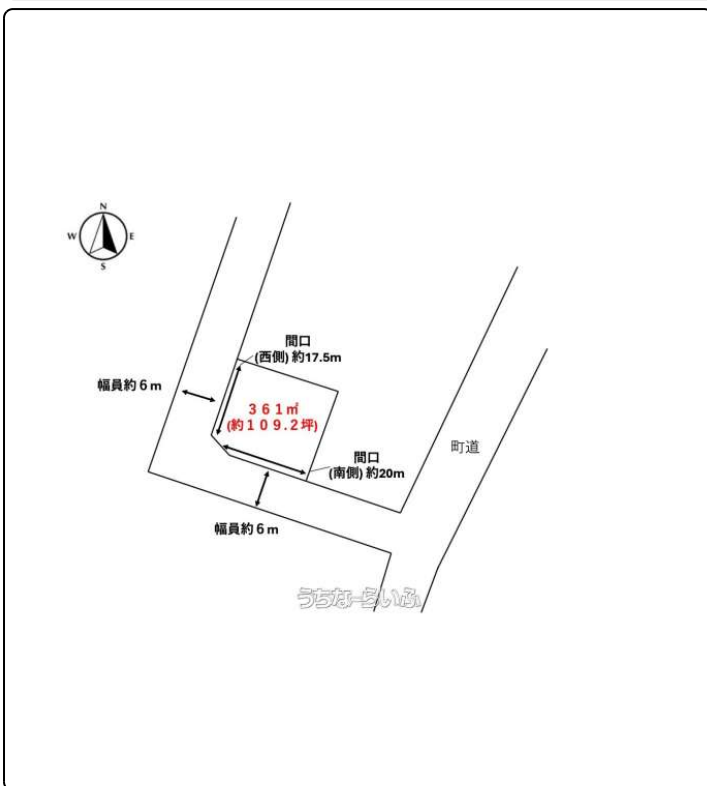 N
W E
S
間口
(西側) 約17.5m
幅員約６ｍ
３６１㎡
(約１０９.２坪)
間口
(南側) 約20m
町道
幅員約６ｍ
うちなーらいふ